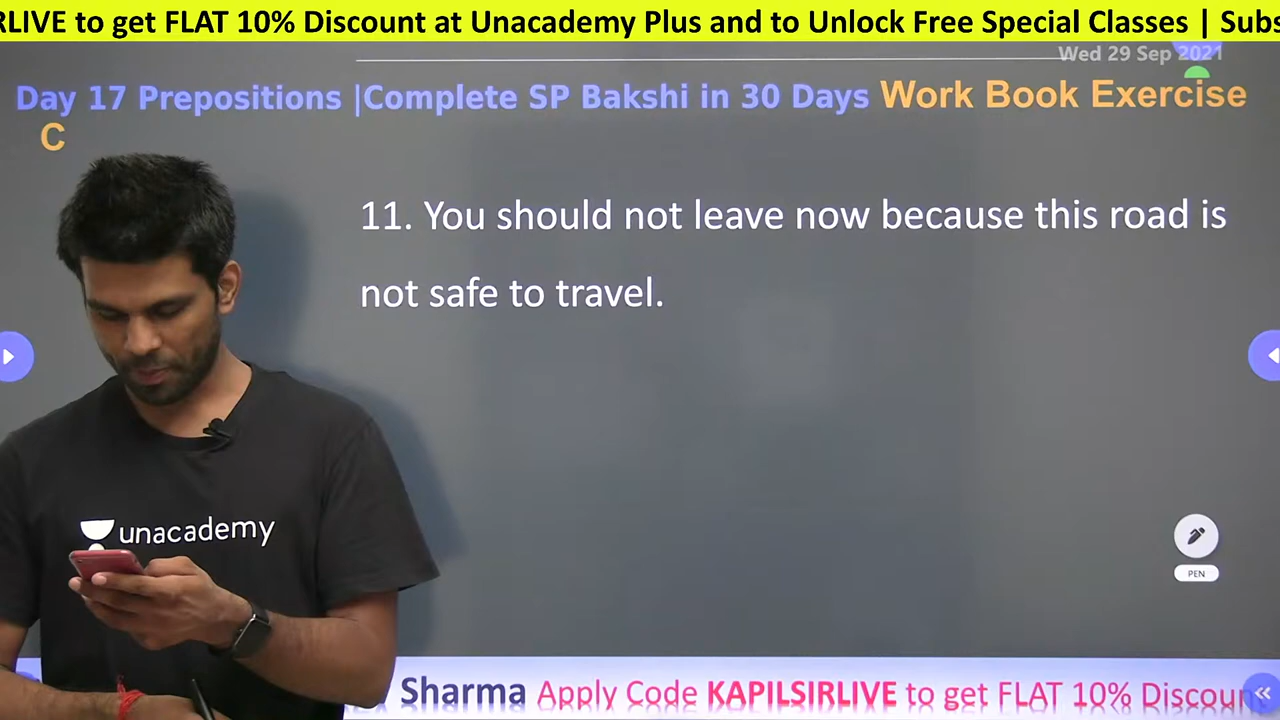 RLIVE to get FLAT 10% Discount at Unacademy Plus and to Unlock Free Special Classes | Subs
Wed 29 Sep 2021
Day 17 Prepositions |Complete SP Bakshi in 30 Days Work Book Exercise
C
11. You should not leave now because this road is
not safe to travel.
unacademy
PEN
Sharma Apply Code KAPILSIRLIVE to get FLAT 10% Discoun